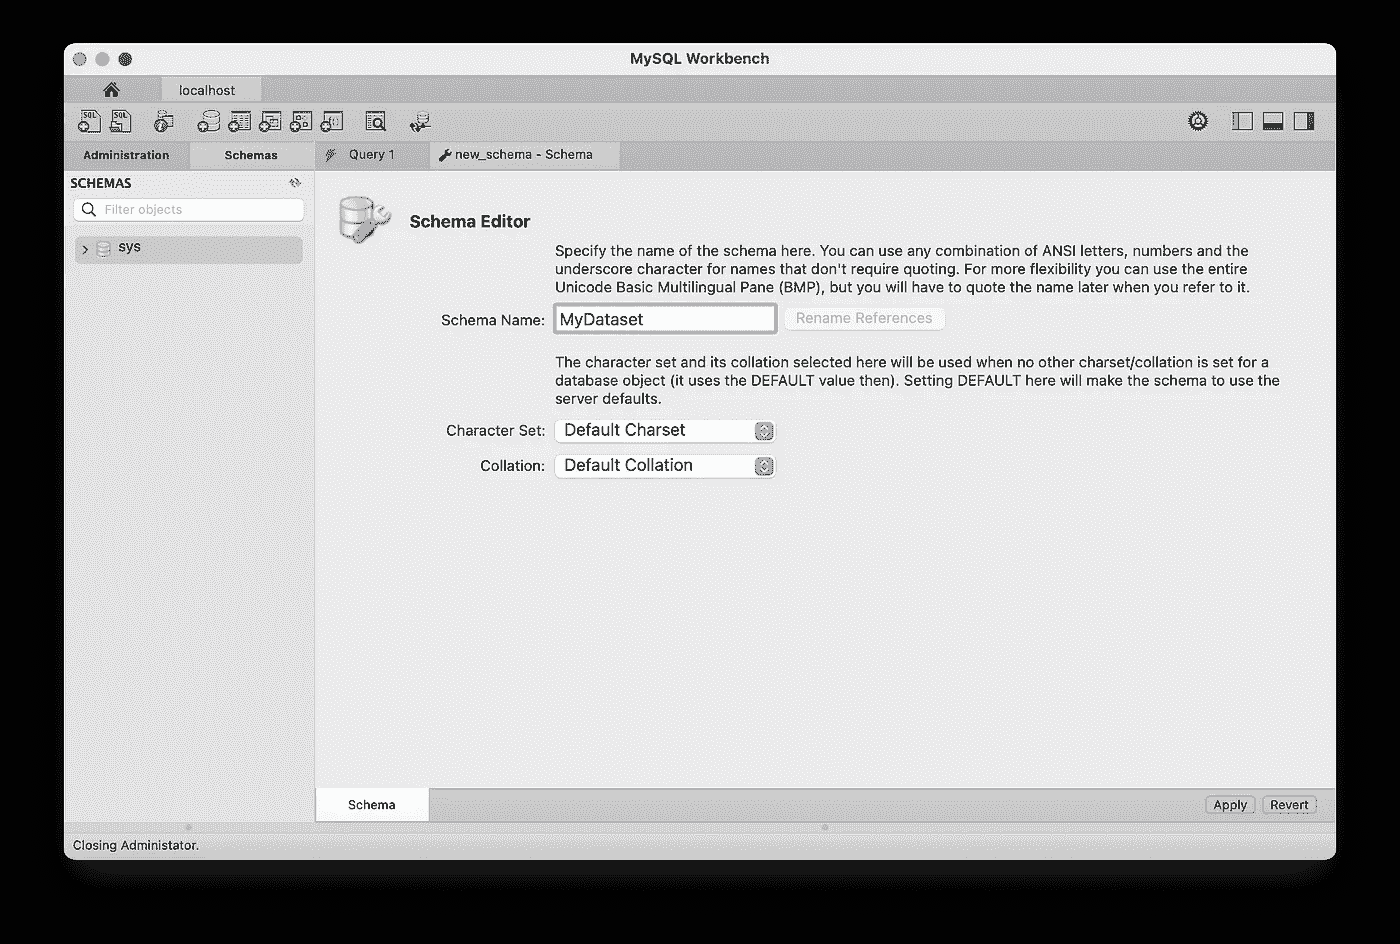 MySQL Workbench
localhost
SQL SQL
Administration Schemas Query 1 new_schema - Schema
SCHEMAS
Filter objects
sys
Schema Editor
Specify the name of the schema here. You can use any combination of ANSI letters, numbers and the
underscore character for names that don't require quoting. For more flexibility you can use the entire
Unicode Basic Multilingual Pane (BMP), but you will have to quote the name later when you refer to it.
Schema Name: MyDataset Rename References
The character set and its collation selected here will be used when no other charset/collation is set for a
database object (it uses the DEFAULT value then). Setting DEFAULT here will make the schema to use the
server defaults.
Character Set: Default Charset
Collation: Default Collation
Schema Apply Revert
Closing Administator.